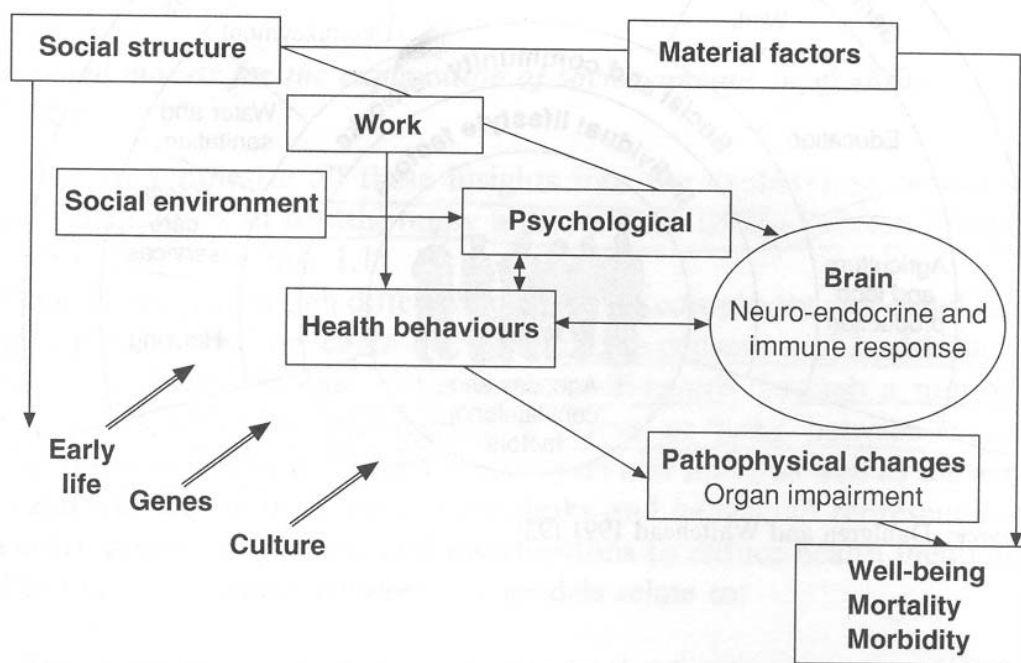 Social structure
Material factors
Work
Social environment
Psychological
Brain
Neuro-endocrine and
immune response
Health behaviours
Early
life
Genes
Culture
Pathophysical changes
Organ impairment
Well-being
Mortality
Morbidity